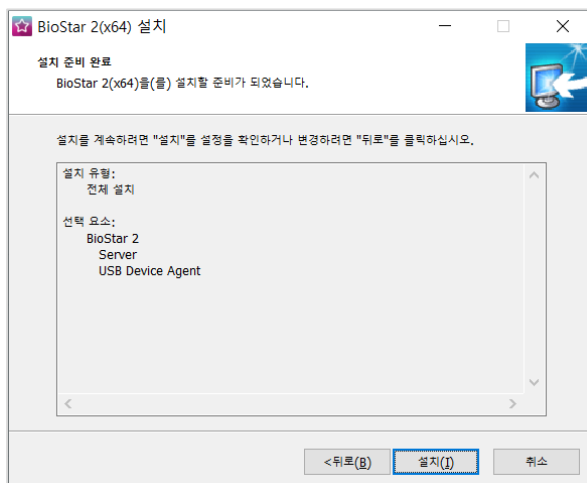 BioStar 2(x64) 설치
설치 준비 완료
BioStar 2(x64)을(를) 설치할 준비가 되었습니다.
설치를 계속하려면 "설치"를 설정을 확인하거나 변경하려면 "뒤로"를 클릭하십시오.
설치 유형:
전체 설치
선택 요소:
BioStar 2
Server
USB Device Agent
<뒤로(B)
설치(I)
취소